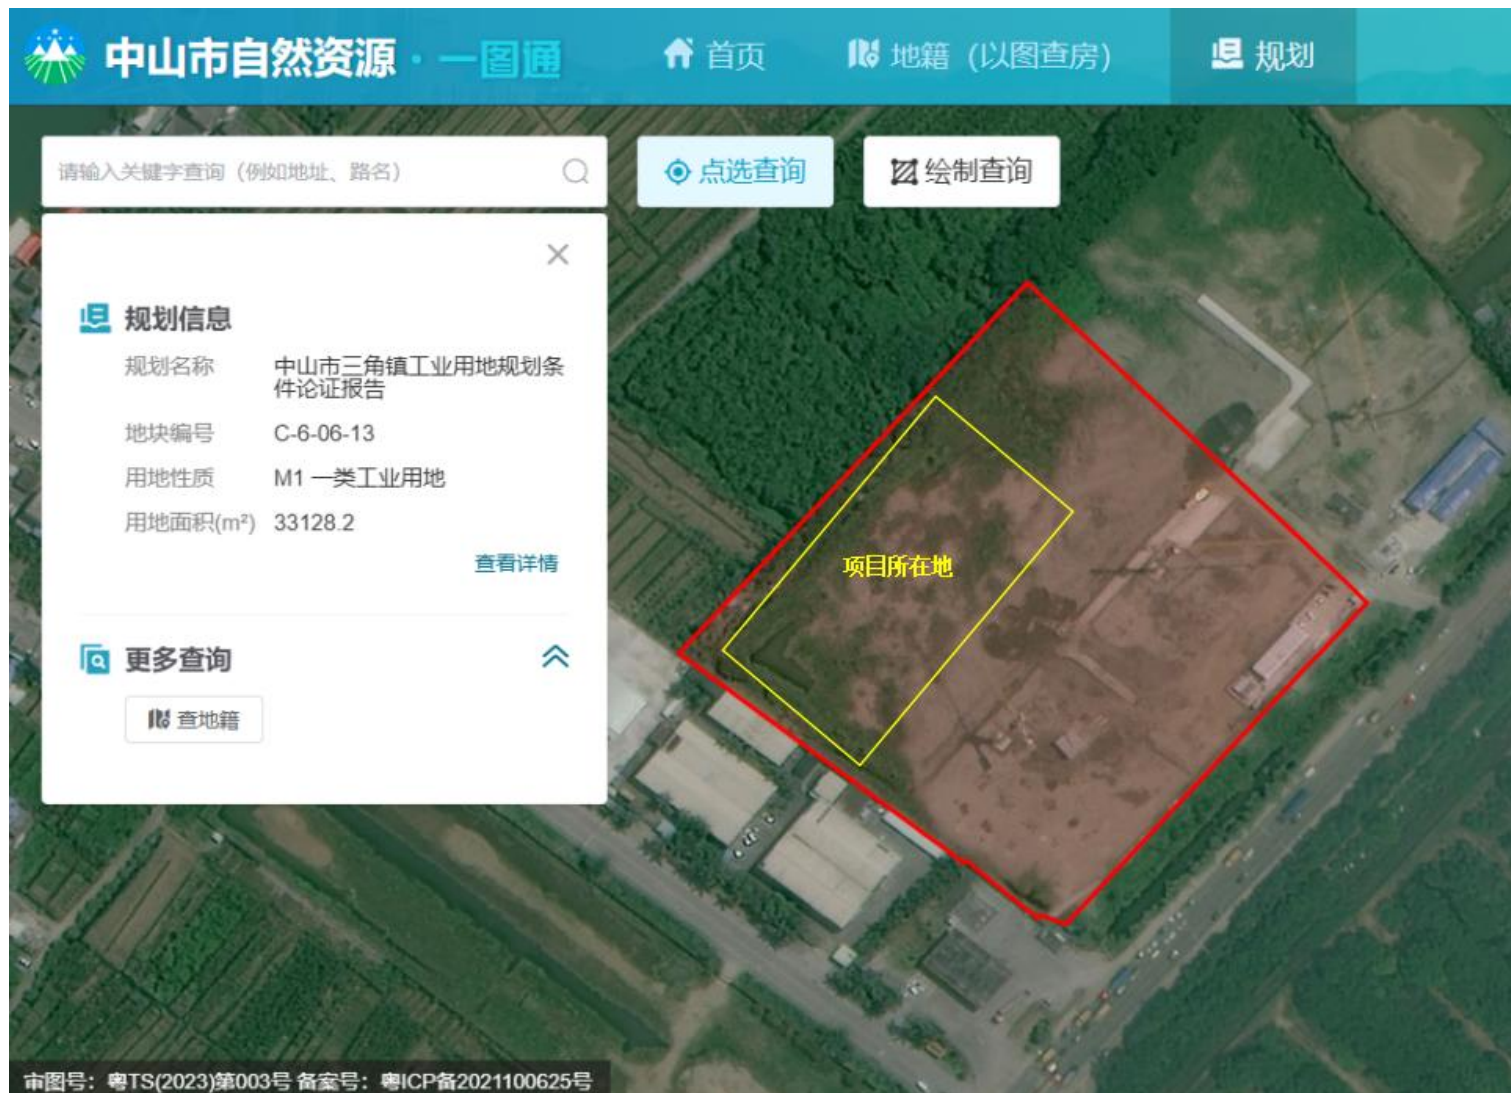 中山市自然资源·一图通
首页
地籍（以图查房）
规划
请输入关键字查询（例如地址、路名）
点选查询
绘制查询
规划信息
规划名称 中山市三角镇工业用地规划条
件论证报告
地块编号 C-6-06-13
用地性质 M1 一类工业用地
用地面积(m²) 33128.2
查看详情
更多查询
查地籍
项目所在地
审图号：粤TS(2023)第003号 备案号：粤ICP备2021100625号